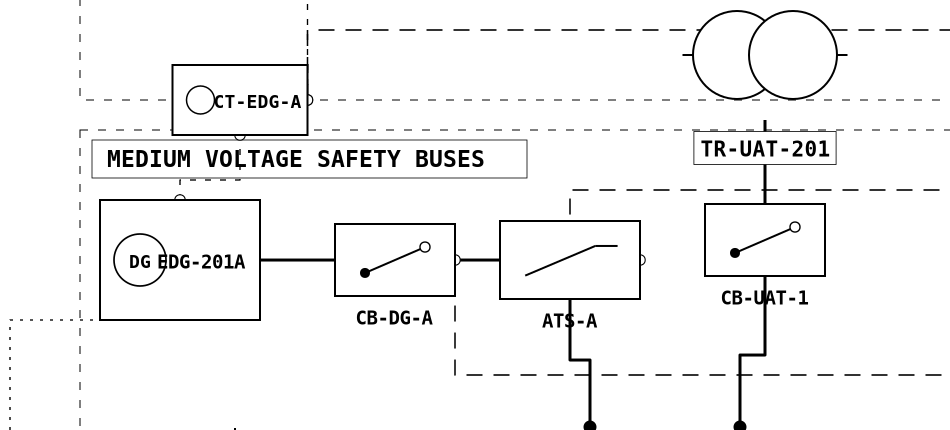 CT-EDG-A
MEDIUM VOLTAGE SAFETY BUSES
TR-UAT-201
DG EDG-201A
CB-DG-A
ATS-A
CB-UAT-1